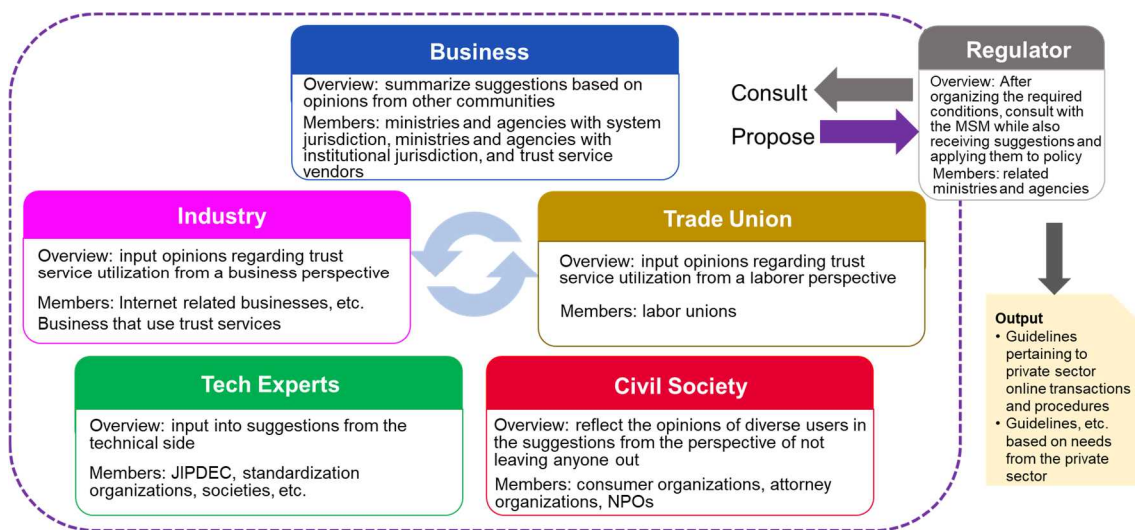 Business
Overview: summarize suggestions based on
opinions from other communities
Members: ministries and agencies with system
jurisdiction, ministries and agencies with
institutional jurisdiction, and trust service
vendors
Consult
Propose
Regulator
Overview: After
organizing the required
conditions, consult with
the MSM while also
receiving suggestions and
applying them to policy
Members: related
ministries and agencies
Industry
Overview: input opinions regarding trust
service utilization from a business perspective
Members: Internet related businesses, etc.
Business that use trust services
Trade Union
Overview: input opinions regarding trust
service utilization from a laborer perspective
Members: labor unions
Output
• Guidelines
pertaining to
private sector
online transactions
and procedures
• Guidelines, etc.
based on needs
from the private
sector
Tech Experts
Overview: input into suggestions from the
technical side
Members: JIPDEC, standardization
organizations, societies, etc.
Civil Society
Overview: reflect the opinions of diverse users in
the suggestions from the perspective of not
leaving anyone out
Members: consumer organizations, attorney
organizations, NPOs